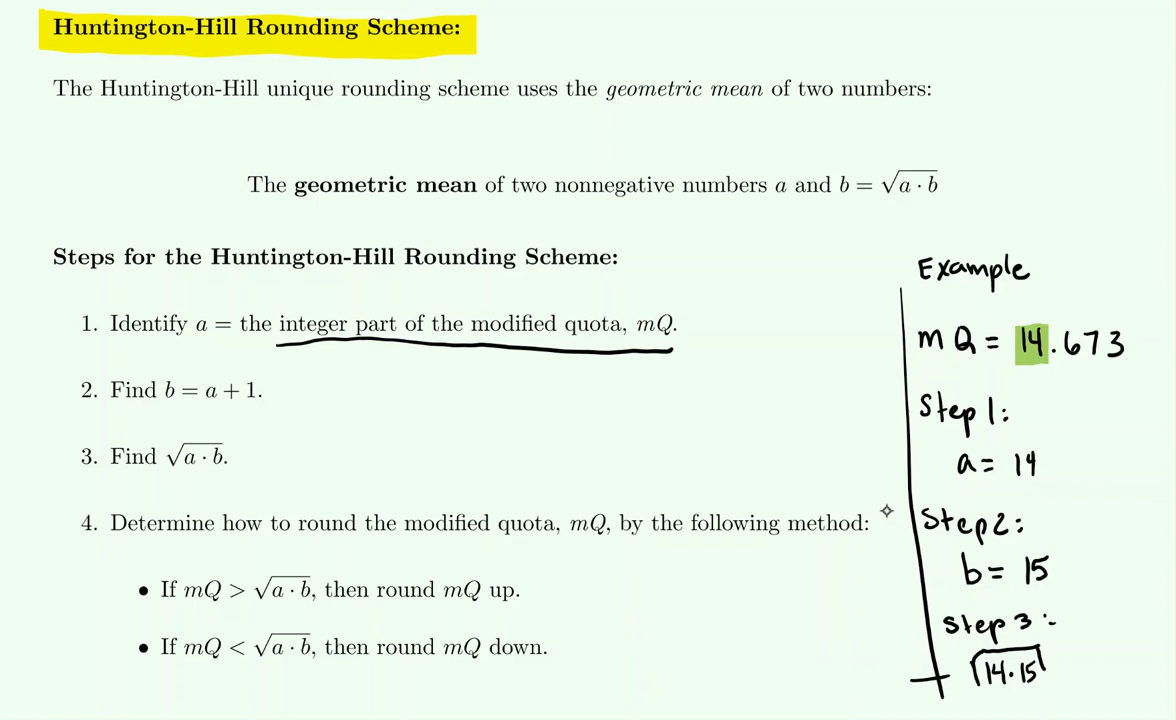 Huntington-Hill Rounding Scheme:
The Huntington-Hill unique rounding scheme uses the geometric mean of two numbers:
The geometric mean of two nonnegative numbers a and b = √a · b
Steps for the Huntington-Hill Rounding Scheme:
1. Identify a = the integer part of the modified quota, mQ.
2. Find b = a + 1.
3. Find √a · b.
4. Determine how to round the modified quota, mQ, by the following method:
• If mQ > √a · b, then round mQ up.
• If mQ < √a · b, then round mQ down.
Example
mQ = 14.673
Step 1:
a = 14
Step 2:
b = 15
Step 3:
√14·15